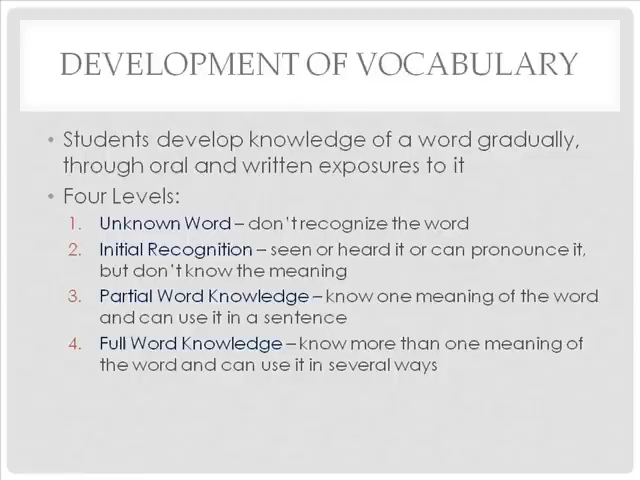 DEVELOPMENT OF VOCABULARY
• Students develop knowledge of a word gradually,
through oral and written exposures to it
• Four Levels:
1. Unknown Word – don't recognize the word
2. Initial Recognition – seen or heard it or can pronounce it,
but don't know the meaning
3. Partial Word Knowledge – know one meaning of the word
and can use it in a sentence
4. Full Word Knowledge – know more than one meaning of
the word and can use it in several ways